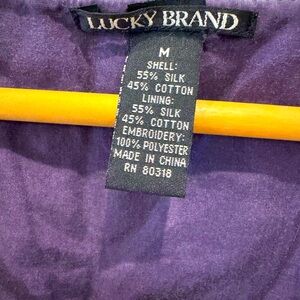 LUCKY BRAND
M
SHELL:
55% SILK
45% COTTON
LINING:
55% SILK
45% COTTON
EMBROIDERY:
100% POLYESTER
MADE IN CHINA
RN 80318